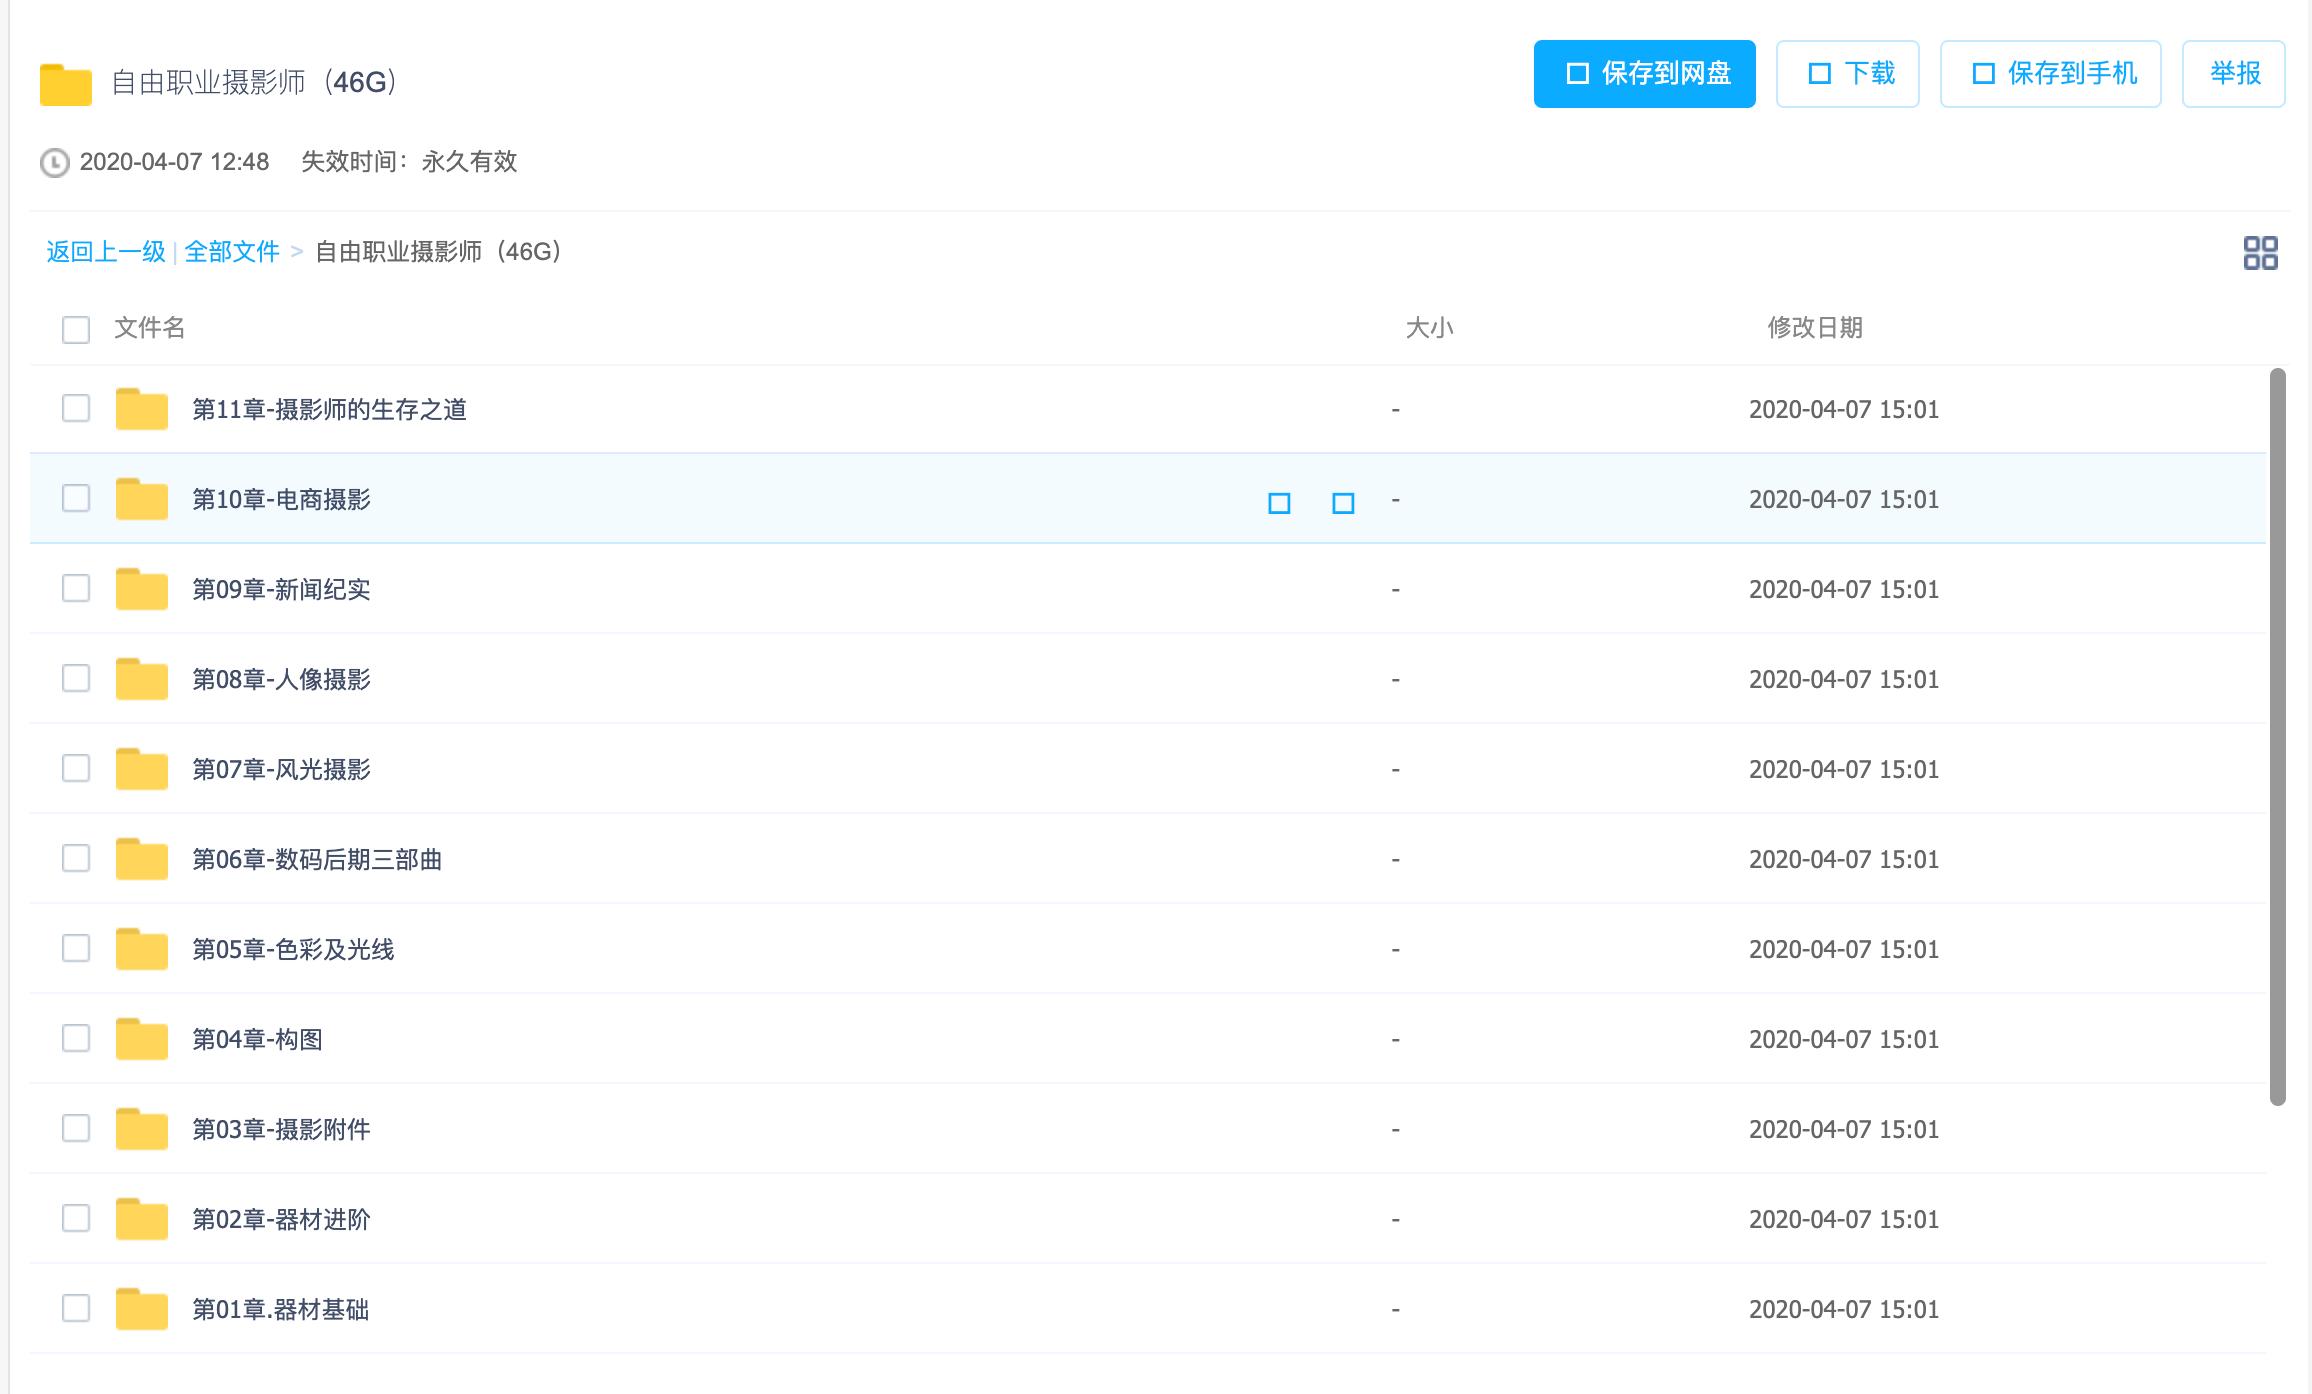 自由职业摄影师（46G） 保存到网盘 下载 保存到手机 举报
2020-04-07 12:48 失效时间：永久有效
返回上一级 | 全部文件 > 自由职业摄影师（46G）
文件名 大小 修改日期
第11章-摄影师的生存之道 - 2020-04-07 15:01
第10章-电商摄影 - 2020-04-07 15:01
第09章-新闻纪实 - 2020-04-07 15:01
第08章-人像摄影 - 2020-04-07 15:01
第07章-风光摄影 - 2020-04-07 15:01
第06章-数码后期三部曲 - 2020-04-07 15:01
第05章-色彩及光线 - 2020-04-07 15:01
第04章-构图 - 2020-04-07 15:01
第03章-摄影附件 - 2020-04-07 15:01
第02章-器材进阶 - 2020-04-07 15:01
第01章.器材基础 - 2020-04-07 15:01